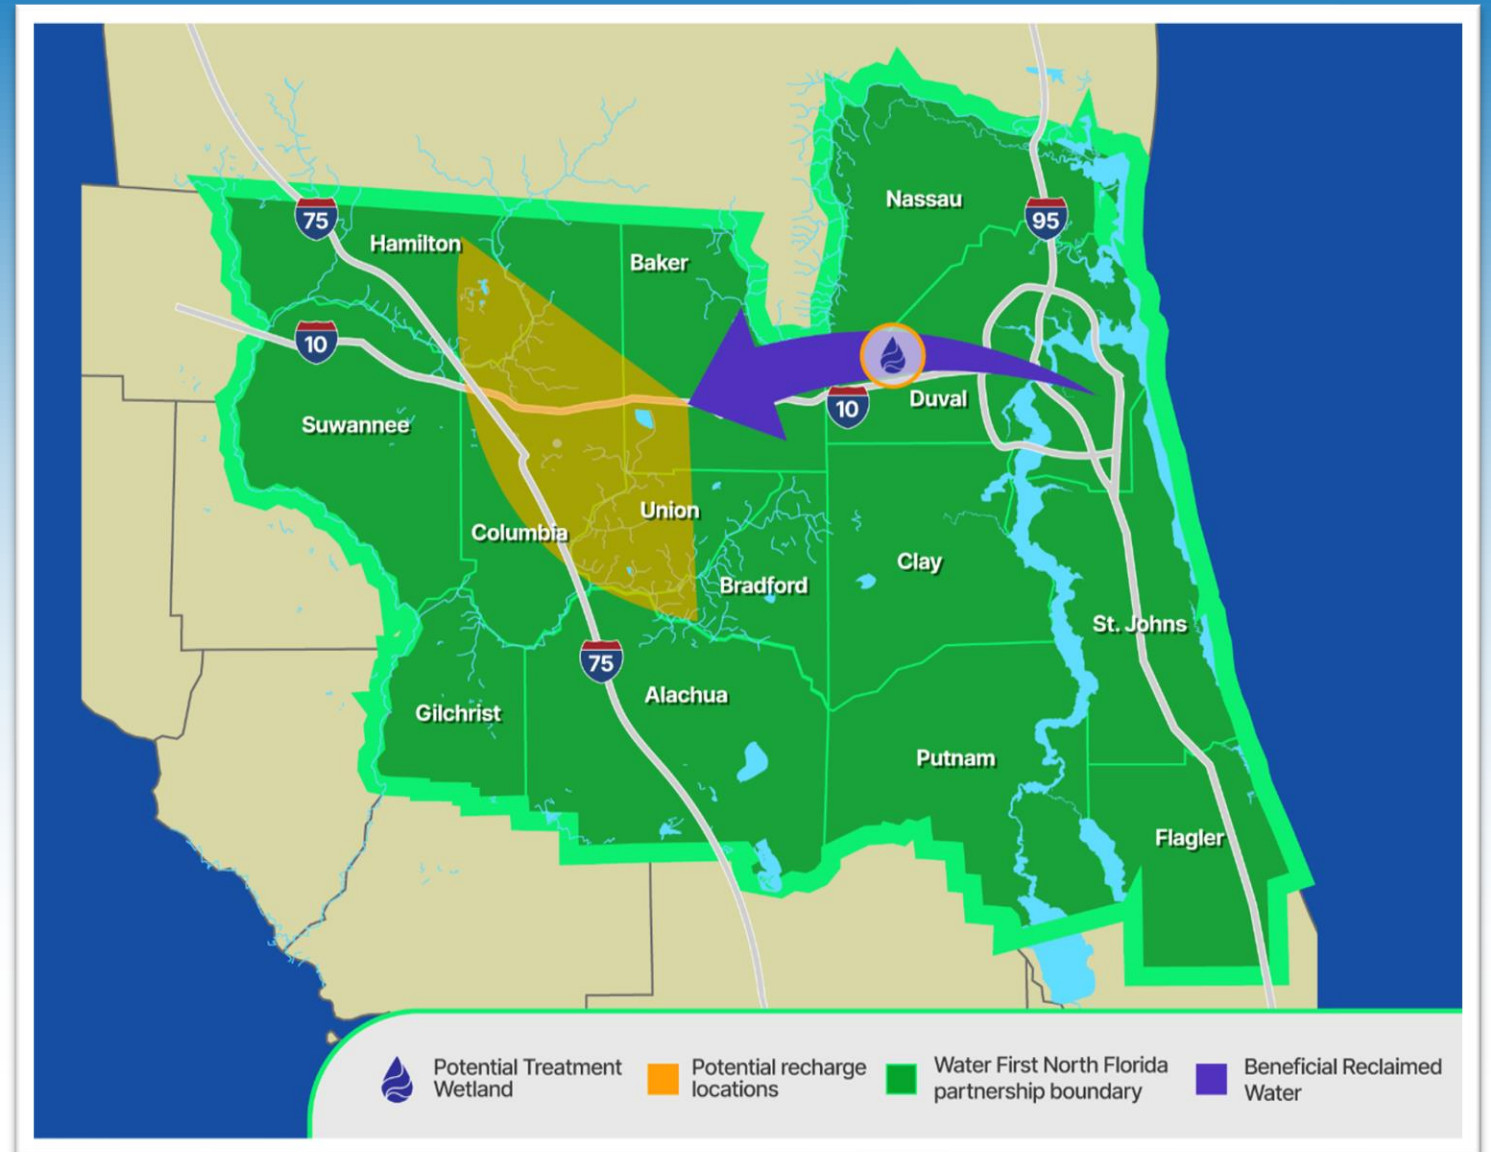 Nassau
75
95
Hamilton
Baker
10
10
Duval
Suwannee
Union
Columbia
Clay
Bradford
St. Johns
75
Alachua
Gilchrist
Putnam
Flagler
Potential Treatment
Wetland
Potential recharge
locations
Water First North Florida
partnership boundary
Beneficial Reclaimed
Water